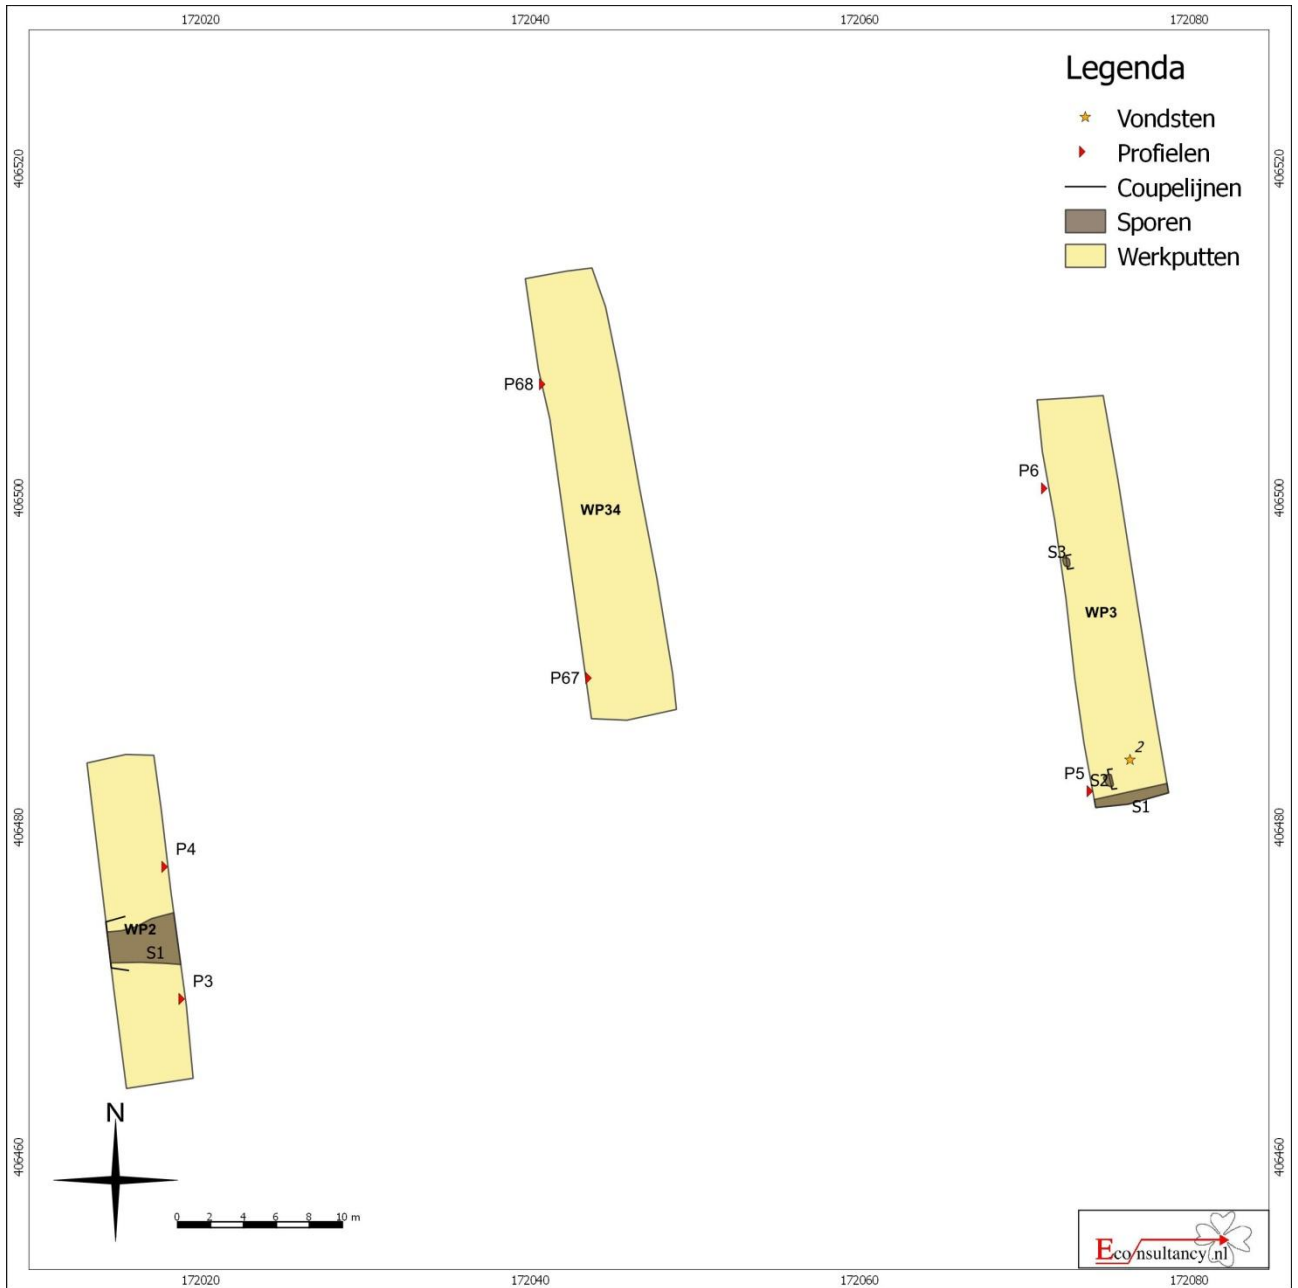 172020 172040 172060 172080
Legenda
Vondsten
Profielen
Coupelijnen
Sporen
Werkputten
406520 406520
P68
P6
406500 406500
WP34
S3
WP3
P67
2
P5
S2
S1
406480 406480
P4
WP2
S1
P3
N
406460 406460
0 2 4 6 8 10 m
Econsultancy.nl
172020 172040 172060 172080